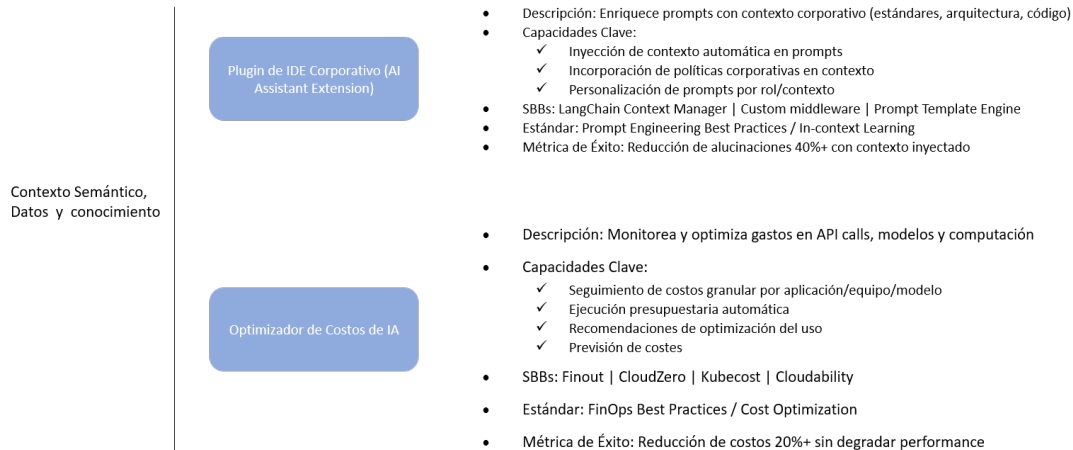 Contexto Semántico,
Datos y conocimiento
Plugin de IDE Corporativo (AI
Assistant Extension)
• Descripción: Enriquece prompts con contexto corporativo (estándares, arquitectura, código)
• Capacidades Clave:
✓ Inyección de contexto automática en prompts
✓ Incorporación de políticas corporativas en contexto
✓ Personalización de prompts por rol/contexto
• SBBs: LangChain Context Manager | Custom middleware | Prompt Template Engine
• Estándar: Prompt Engineering Best Practices / In-context Learning
• Métrica de Éxito: Reducción de alucinaciones 40%+ con contexto inyectado
Optimizador de Costos de IA
• Descripción: Monitorea y optimiza gastos en API calls, modelos y computación
• Capacidades Clave:
✓ Seguimiento de costos granular por aplicación/equipo/modelo
✓ Ejecución presupuestaria automática
✓ Recomendaciones de optimización del uso
✓ Previsión de costes
• SBBs: Finout | CloudZero | Kubecost | Cloudability
• Estándar: FinOps Best Practices / Cost Optimization
• Métrica de Éxito: Reducción de costos 20%+ sin degradar performance